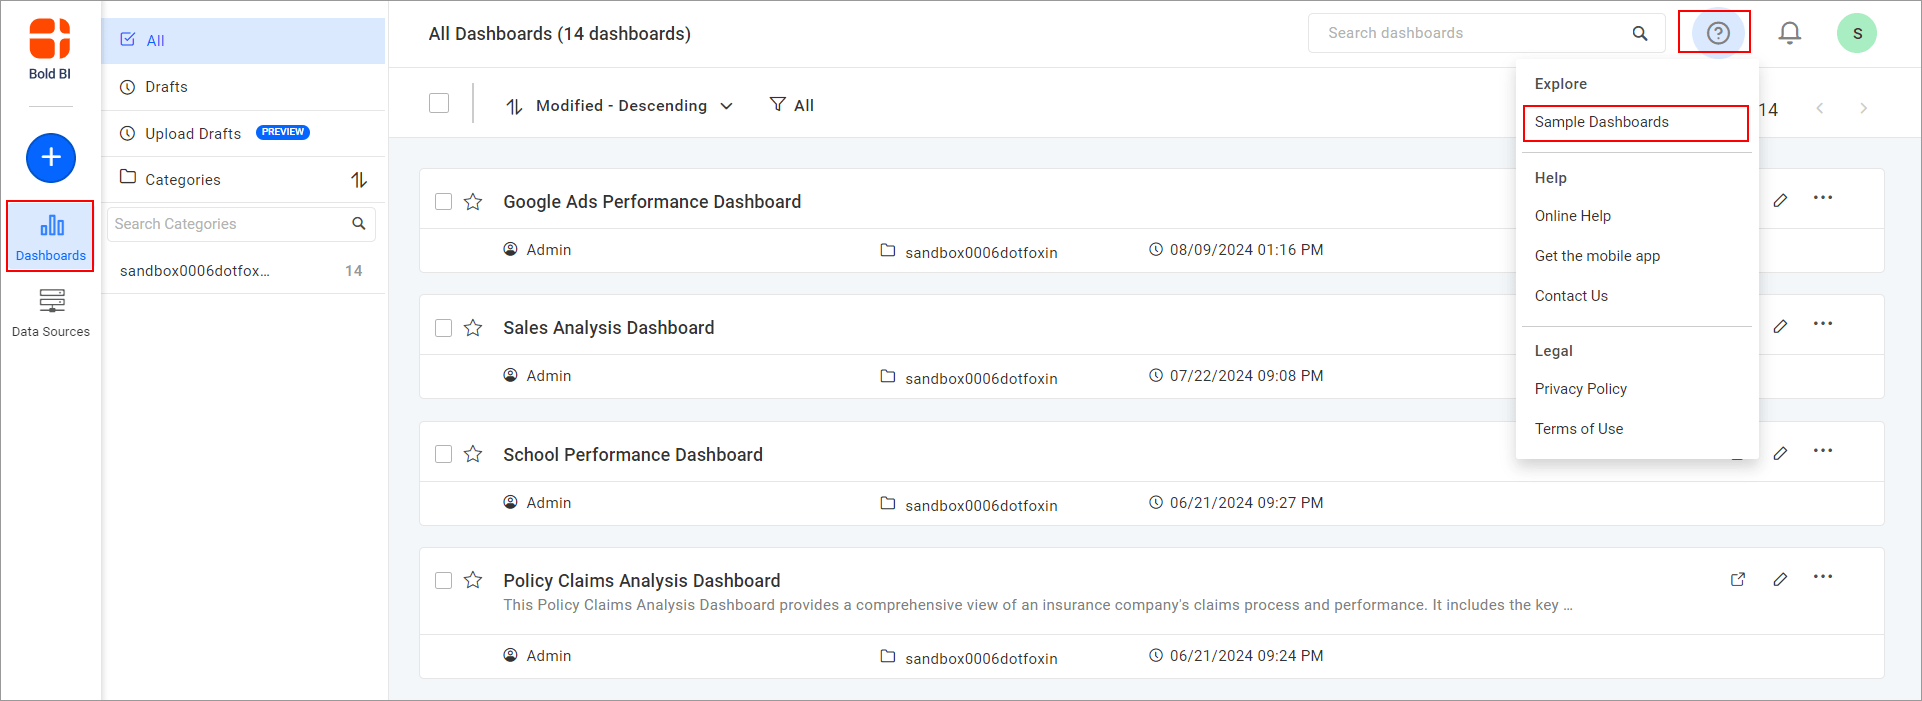 Bold BI
Dashboards
Data Sources
All
Drafts
Upload Drafts PREVIEW
Categories
Search Categories
sandbox0006dotfox... 14
All Dashboards (14 dashboards)
Search dashboards
S
Modified - Descending
All
14
Explore
Sample Dashboards
Help
Online Help
Get the mobile app
Contact Us
Legal
Privacy Policy
Terms of Use
Google Ads Performance Dashboard
Admin sandbox0006dotfoxin 08/09/2024 01:16 PM
Sales Analysis Dashboard
Admin sandbox0006dotfoxin 07/22/2024 09:08 PM
School Performance Dashboard
Admin sandbox0006dotfoxin 06/21/2024 09:27 PM
Policy Claims Analysis Dashboard
This Policy Claims Analysis Dashboard provides a comprehensive view of an insurance company's claims process and performance. It includes the key ...
Admin sandbox0006dotfoxin 06/21/2024 09:24 PM